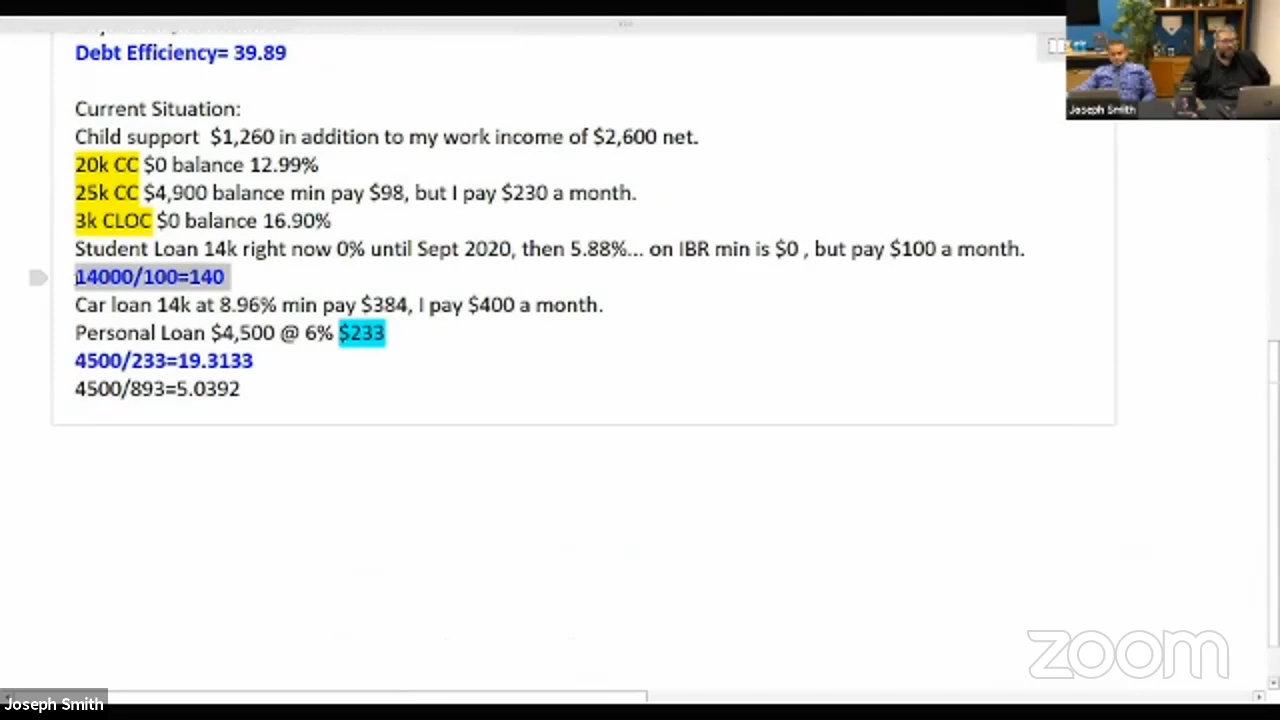 Debt Efficiency= 39.89
Current Situation:
Child support $1,260 in addition to my work income of $2,600 net.
20k CC $0 balance 12.99%
25k CC $4,900 balance min pay $98, but I pay $230 a month.
3k CLOC $0 balance 16.90%
Student Loan 14k right now 0% until Sept 2020, then 5.88%... on IBR min is $0 , but pay $100 a month.
14000/100=140
Car loan 14k at 8.96% min pay $384, I pay $400 a month.
Personal Loan $4,500 @ 6% $233
4500/233=19.3133
4500/893=5.0392
Joseph Smith
zoom
Joseph Smith